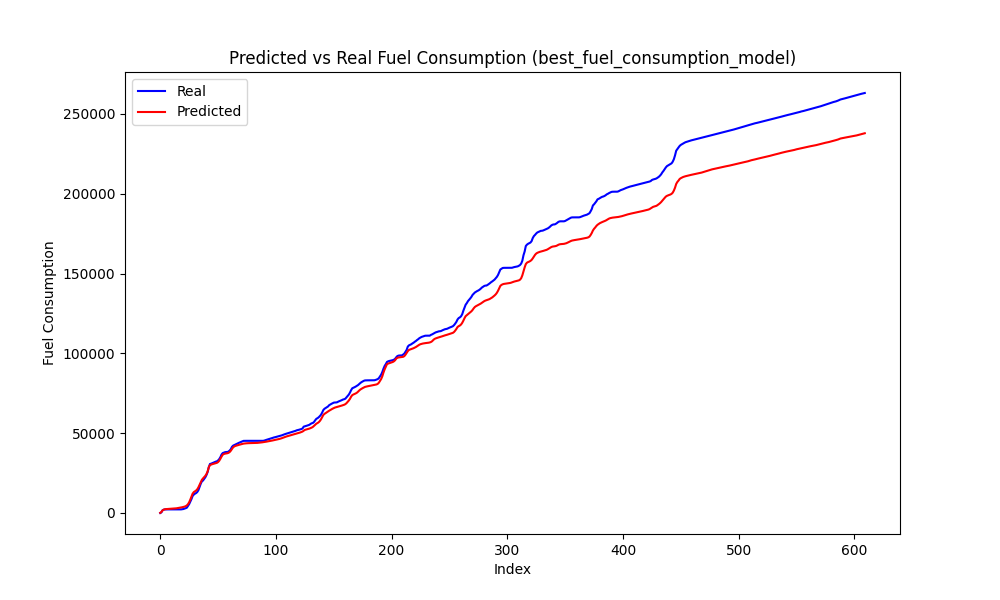 Predicted vs Real Fuel Consumption (best_fuel_consumption_model)
Real
Predicted
250000
200000
150000
100000
50000
0
Fuel Consumption
0 100 200 300 400 500 600
Index